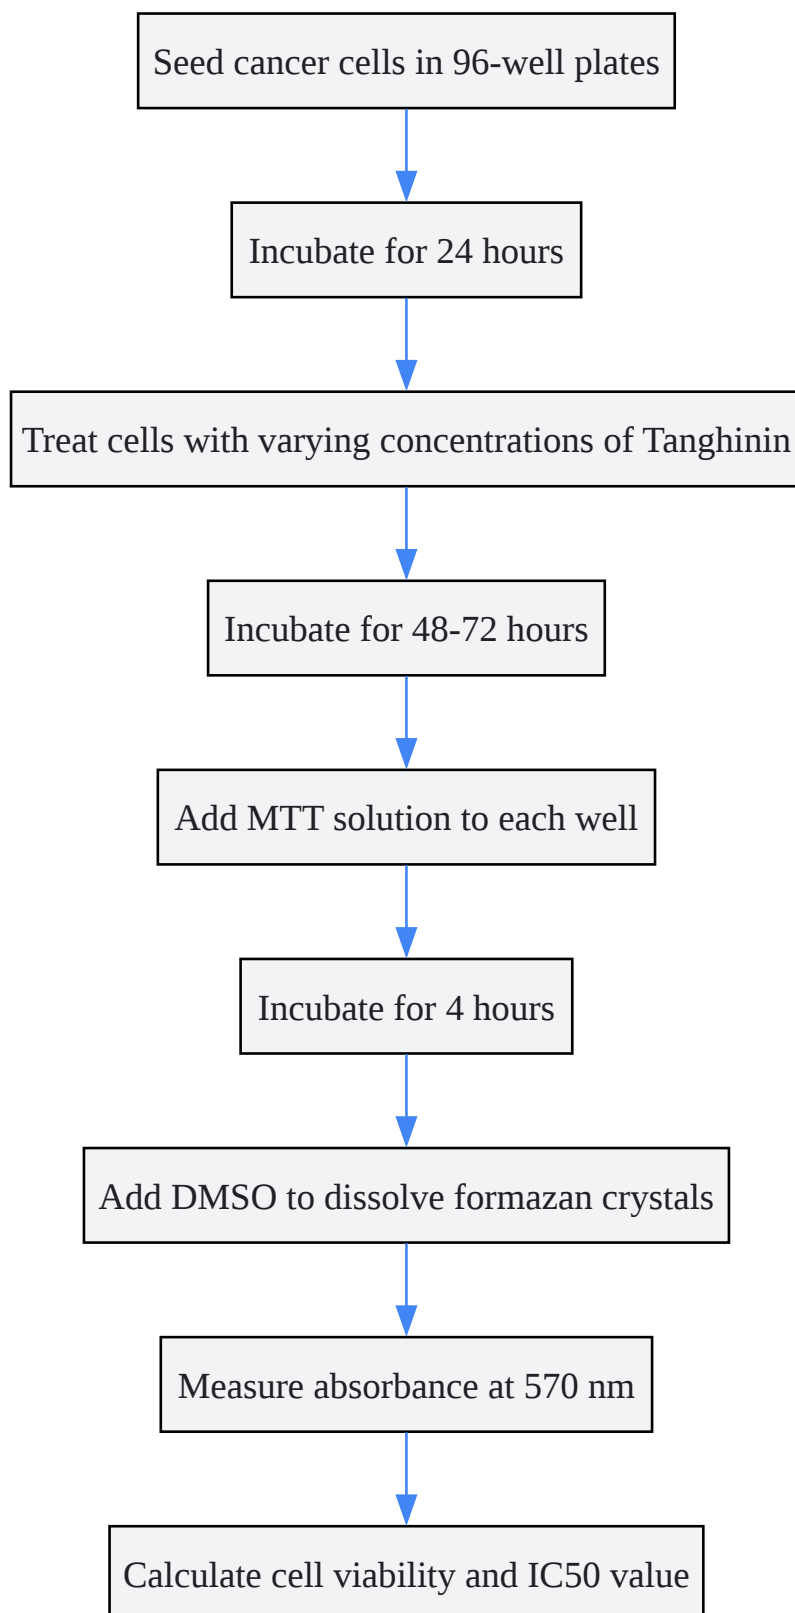 Seed cancer cells in 96-well plates
Incubate for 24 hours
Treat cells with varying concentrations of Tanghinin
Incubate for 48-72 hours
Add MTT solution to each well
Incubate for 4 hours
Add DMSO to dissolve formazan crystals
Measure absorbance at 570 nm
Calculate cell viability and IC50 value